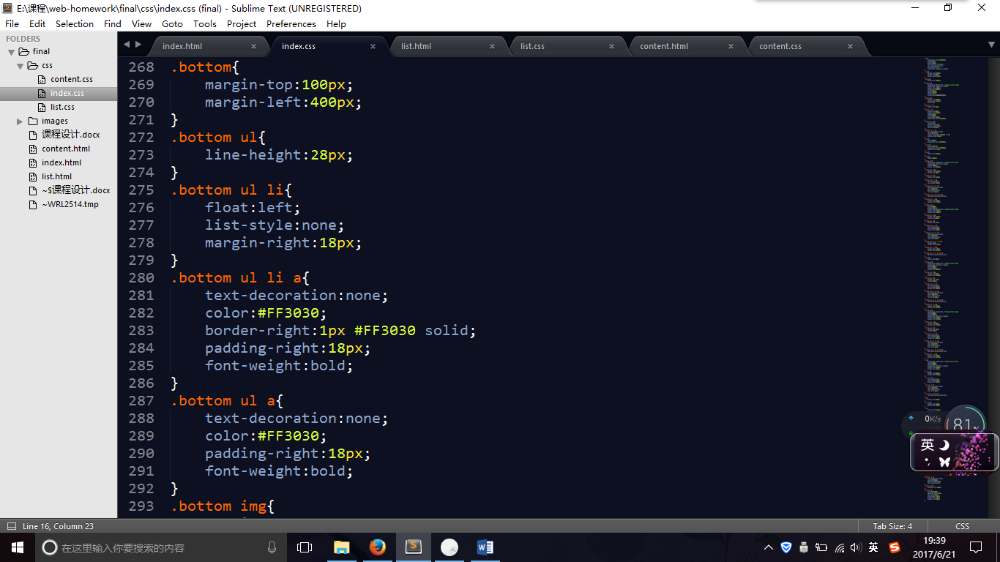 E:\课程\web-homework\final\css\index.css (final) - Sublime Text (UNREGISTERED)
File Edit Selection Find View Goto Tools Project Preferences Help
FOLDERS
final
css
content.css
index.css
list.css
images
课程设计.docx
content.html
index.html
list.html
~$课程设计.docx
~WRL2514.tmp
index.html × index.css × list.html × list.css × content.html × content.css ×
268 .bottom{
269 margin-top:100px;
270 margin-left:400px;
271 }
272 .bottom ul{
273 line-height:28px;
274 }
275 .bottom ul li{
276 float:left;
277 list-style:none;
278 margin-right:18px;
279 }
280 .bottom ul li a{
281 text-decoration:none;
282 color:#FF3030;
283 border-right:1px #FF3030 solid;
284 padding-right:18px;
285 font-weight:bold;
286 }
287 .bottom ul a{
288 text-decoration:none;
289 color:#FF3030;
290 padding-right:18px;
291 font-weight:bold;
292 }
293 .bottom img{
0K/s
81%
英
Line 16, Column 23
Tab Size: 4
CSS
在这里输入你要搜索的内容
英
19:39
2017/6/21